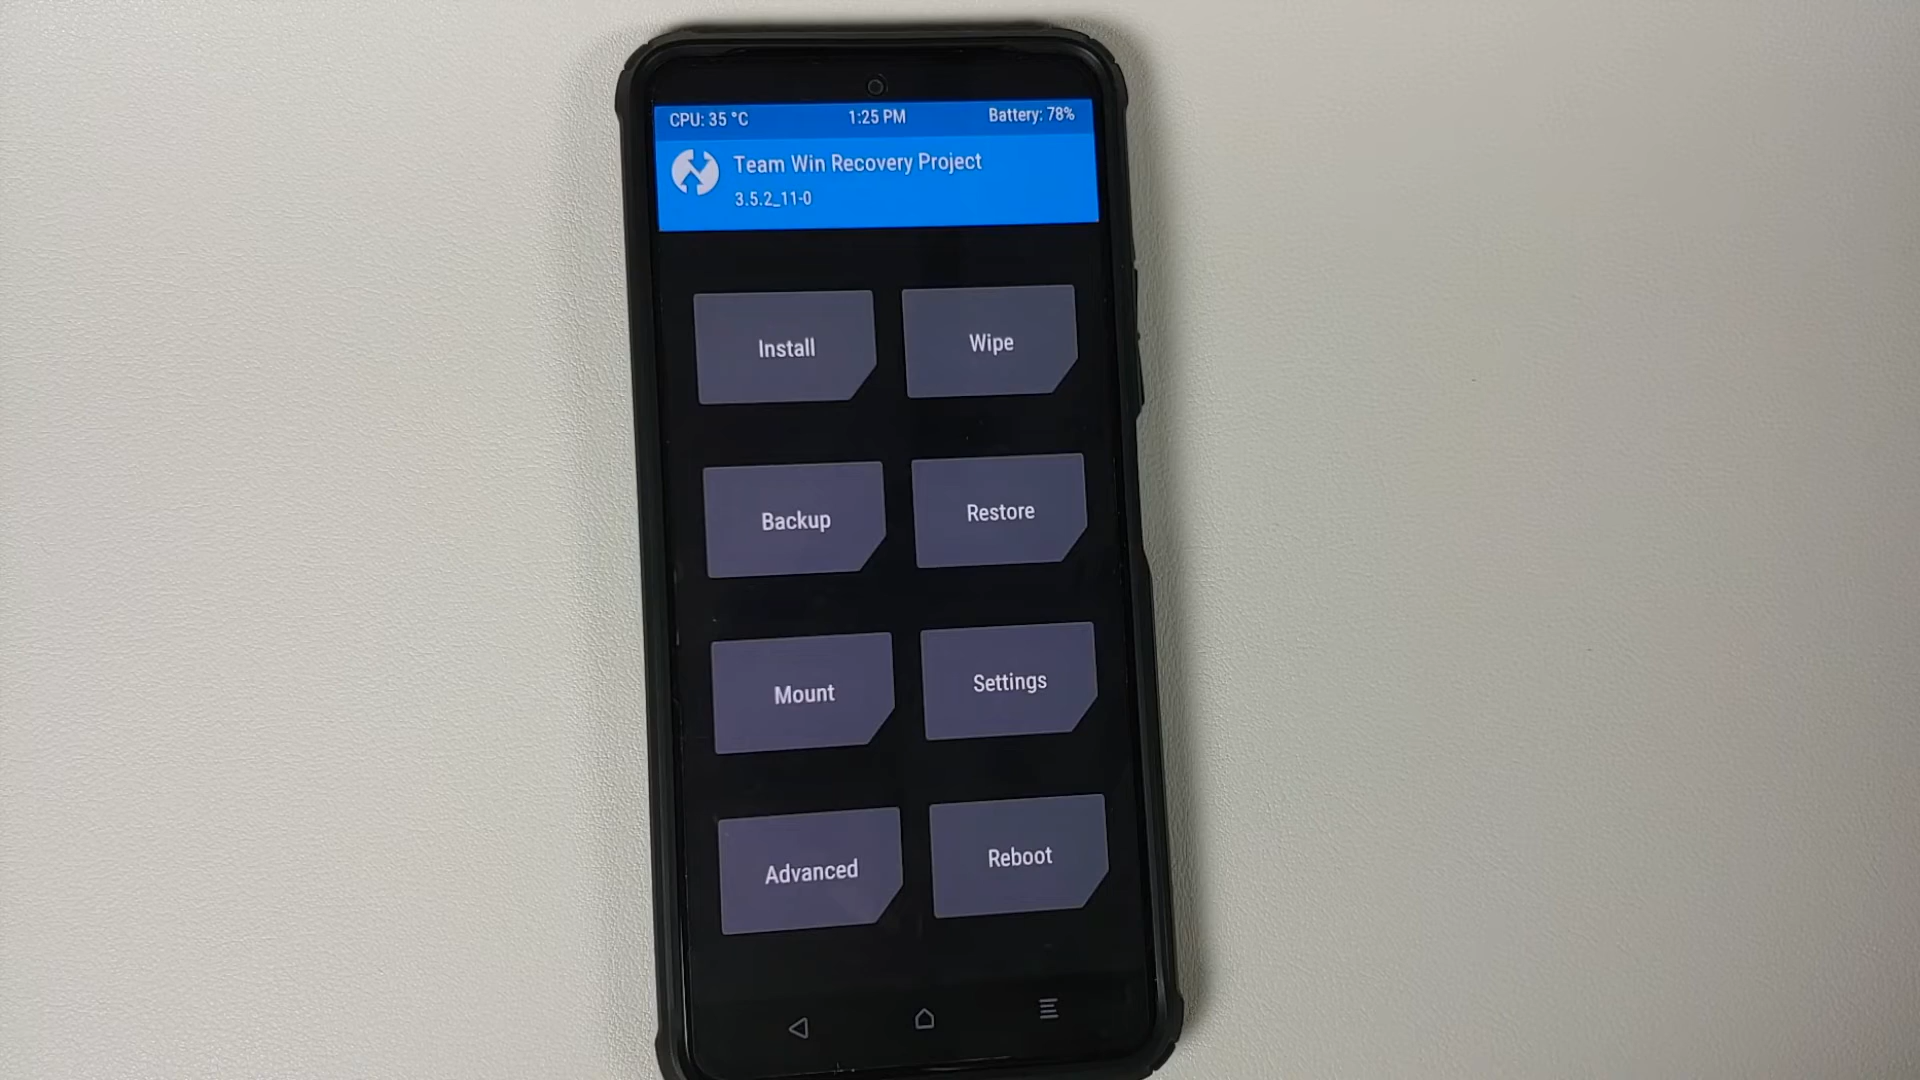 CPU: 35 °C 1:25 PM Battery: 78%
Team Win Recovery Project
3.5.2_11-0
Install Wipe
Backup Restore
Mount Settings
Advanced Reboot